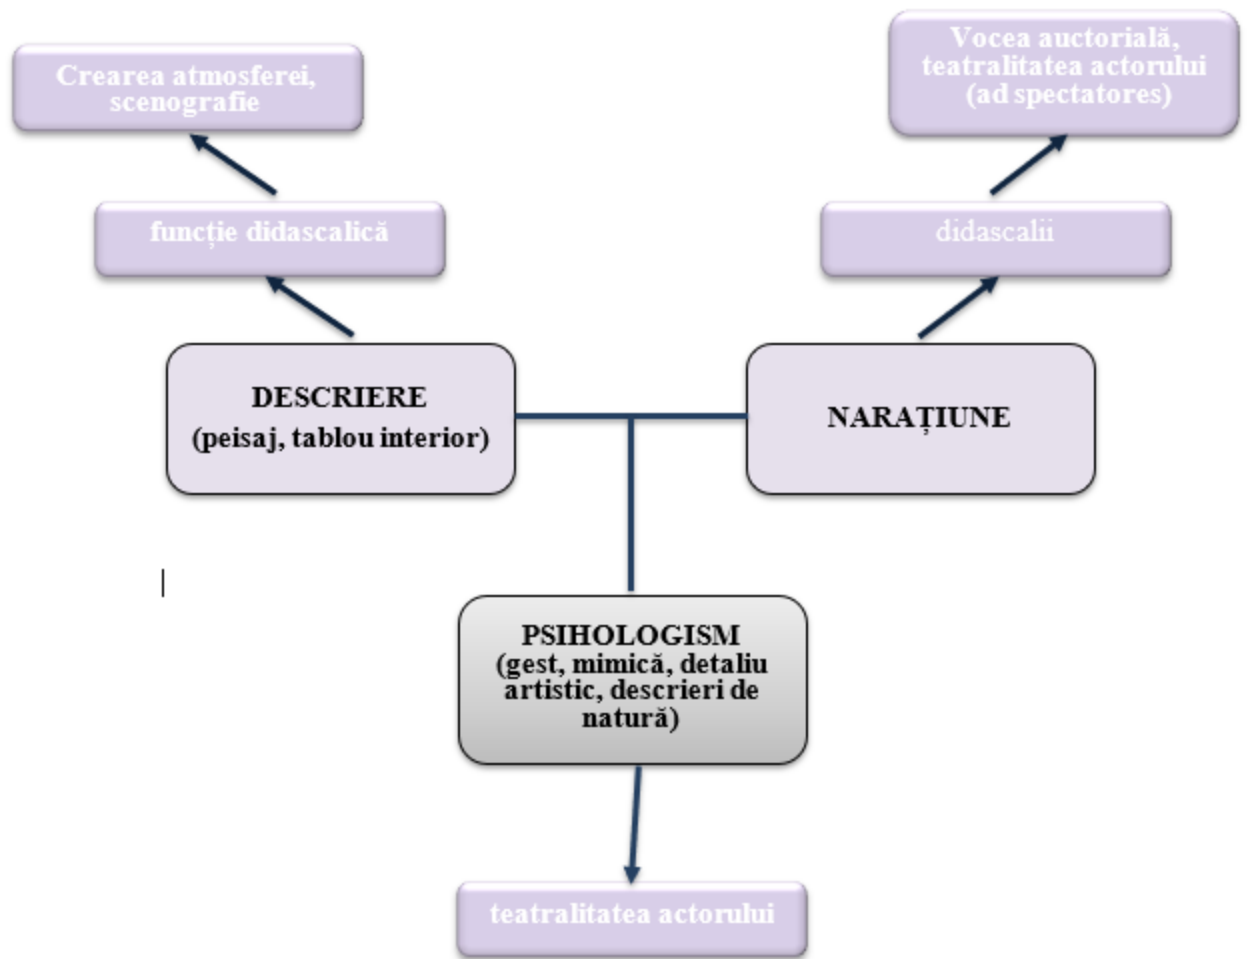 Crearea atmosferei,
scenografie
Vocea auctorială,
teatralitatea actorului
(ad spectatores)
funcție didascalică
didascalii
DESCRIERE
(peisaj, tablou interior)
NARAȚIUNE
PSIHOLOGISM
(gest, mimică, detaliu
artistic, descrieri de
natură)
teatralitatea actorului